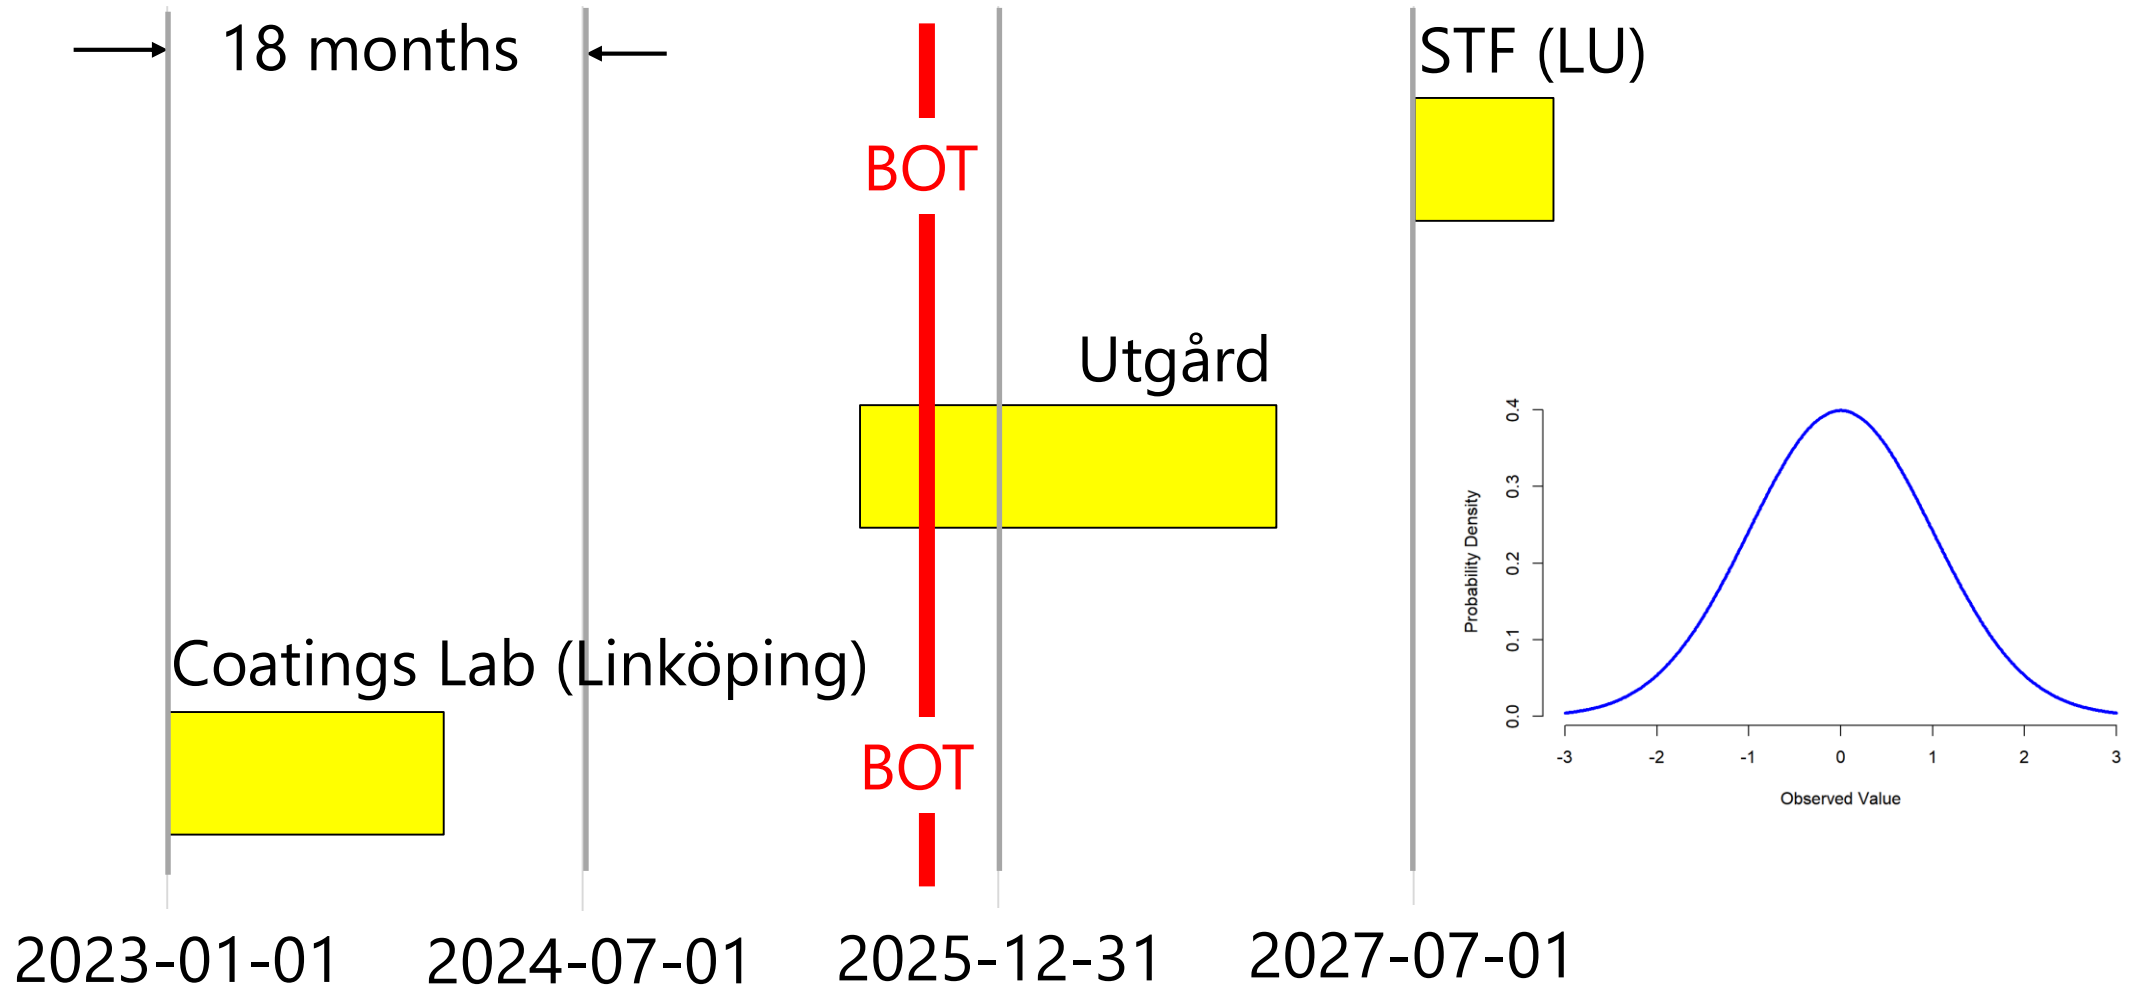 18 months
STF (LU)
BOT
Utgård
Coatings Lab (Linköping)
BOT
Probability Density
0.4
0.3
0.2
0.1
0.0
-3 -2 -1 0 1 2 3
Observed Value
2023-01-01 2024-07-01 2025-12-31 2027-07-01